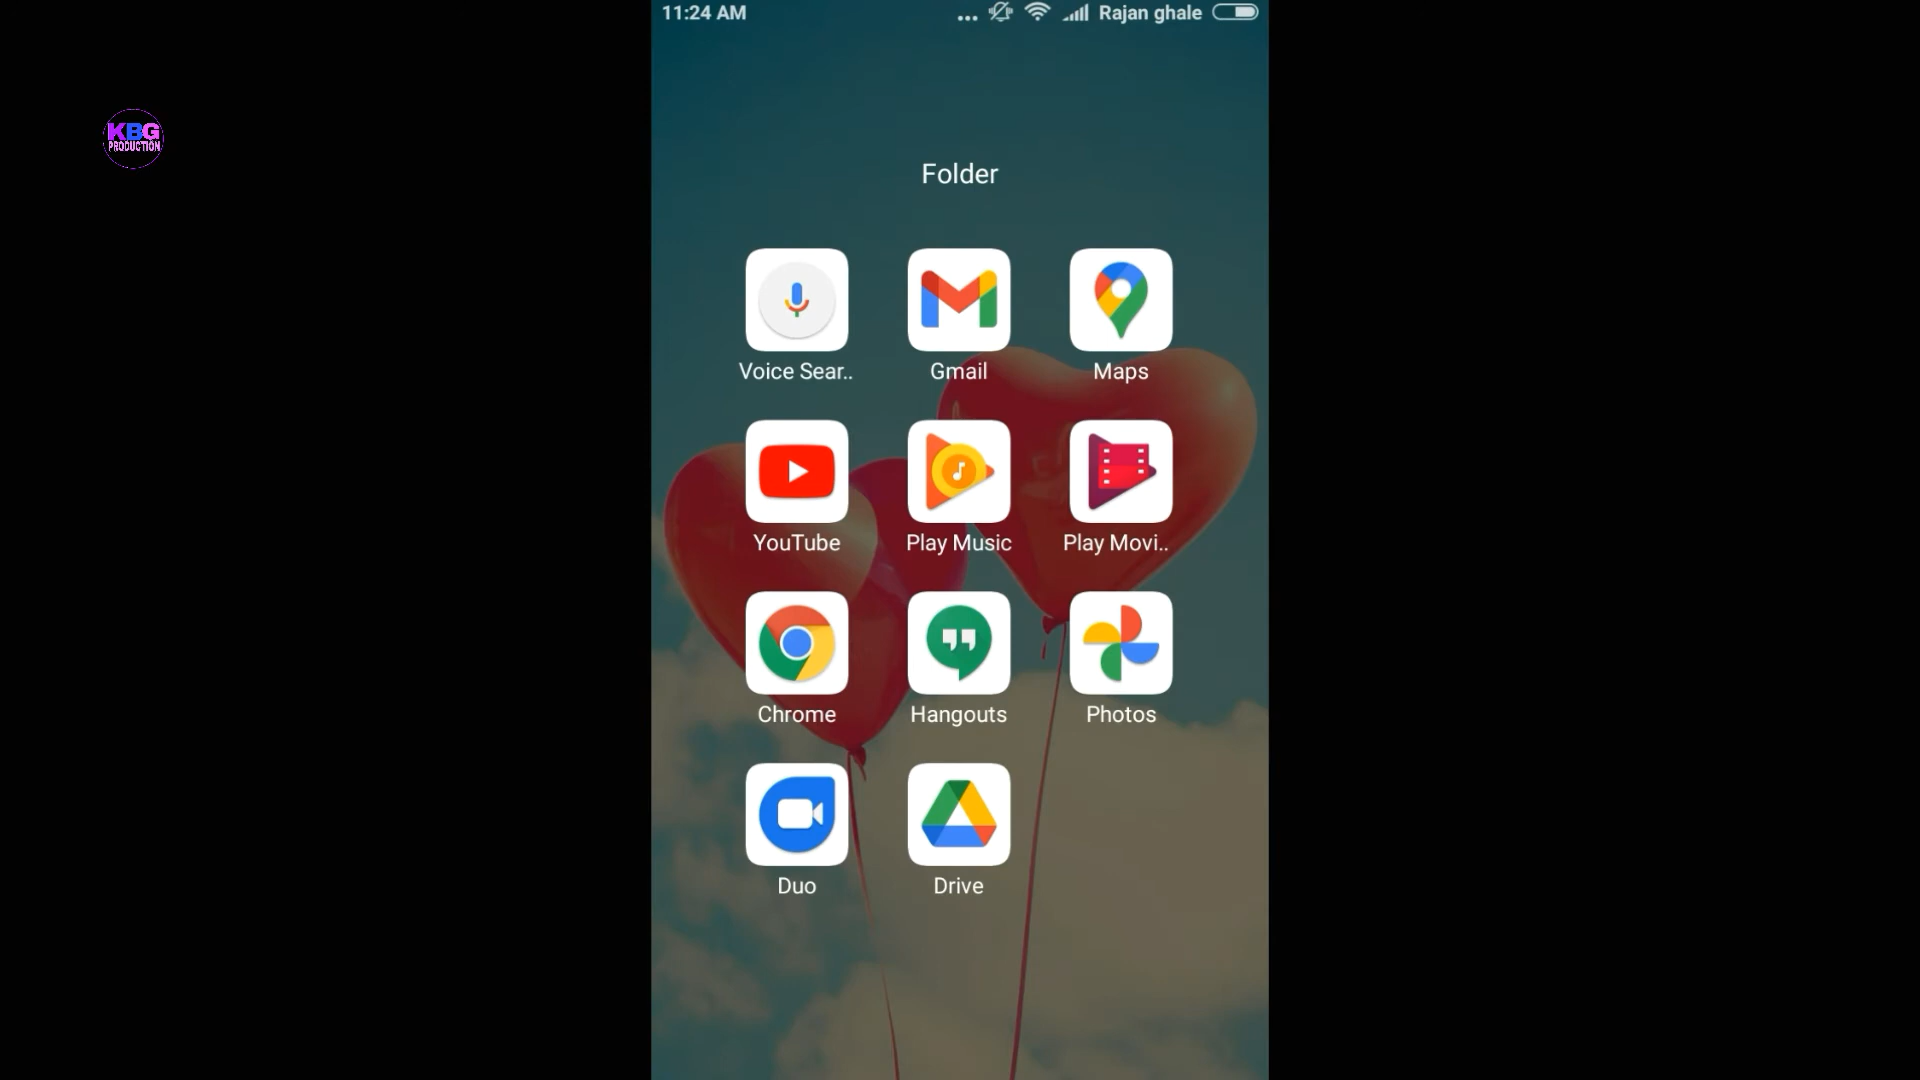 11:24 AM ... Rajan ghale
KBG
PRODUCTION
Folder
Voice Sear.. Gmail Maps
YouTube Play Music Play Movi..
Chrome Hangouts Photos
Duo Drive